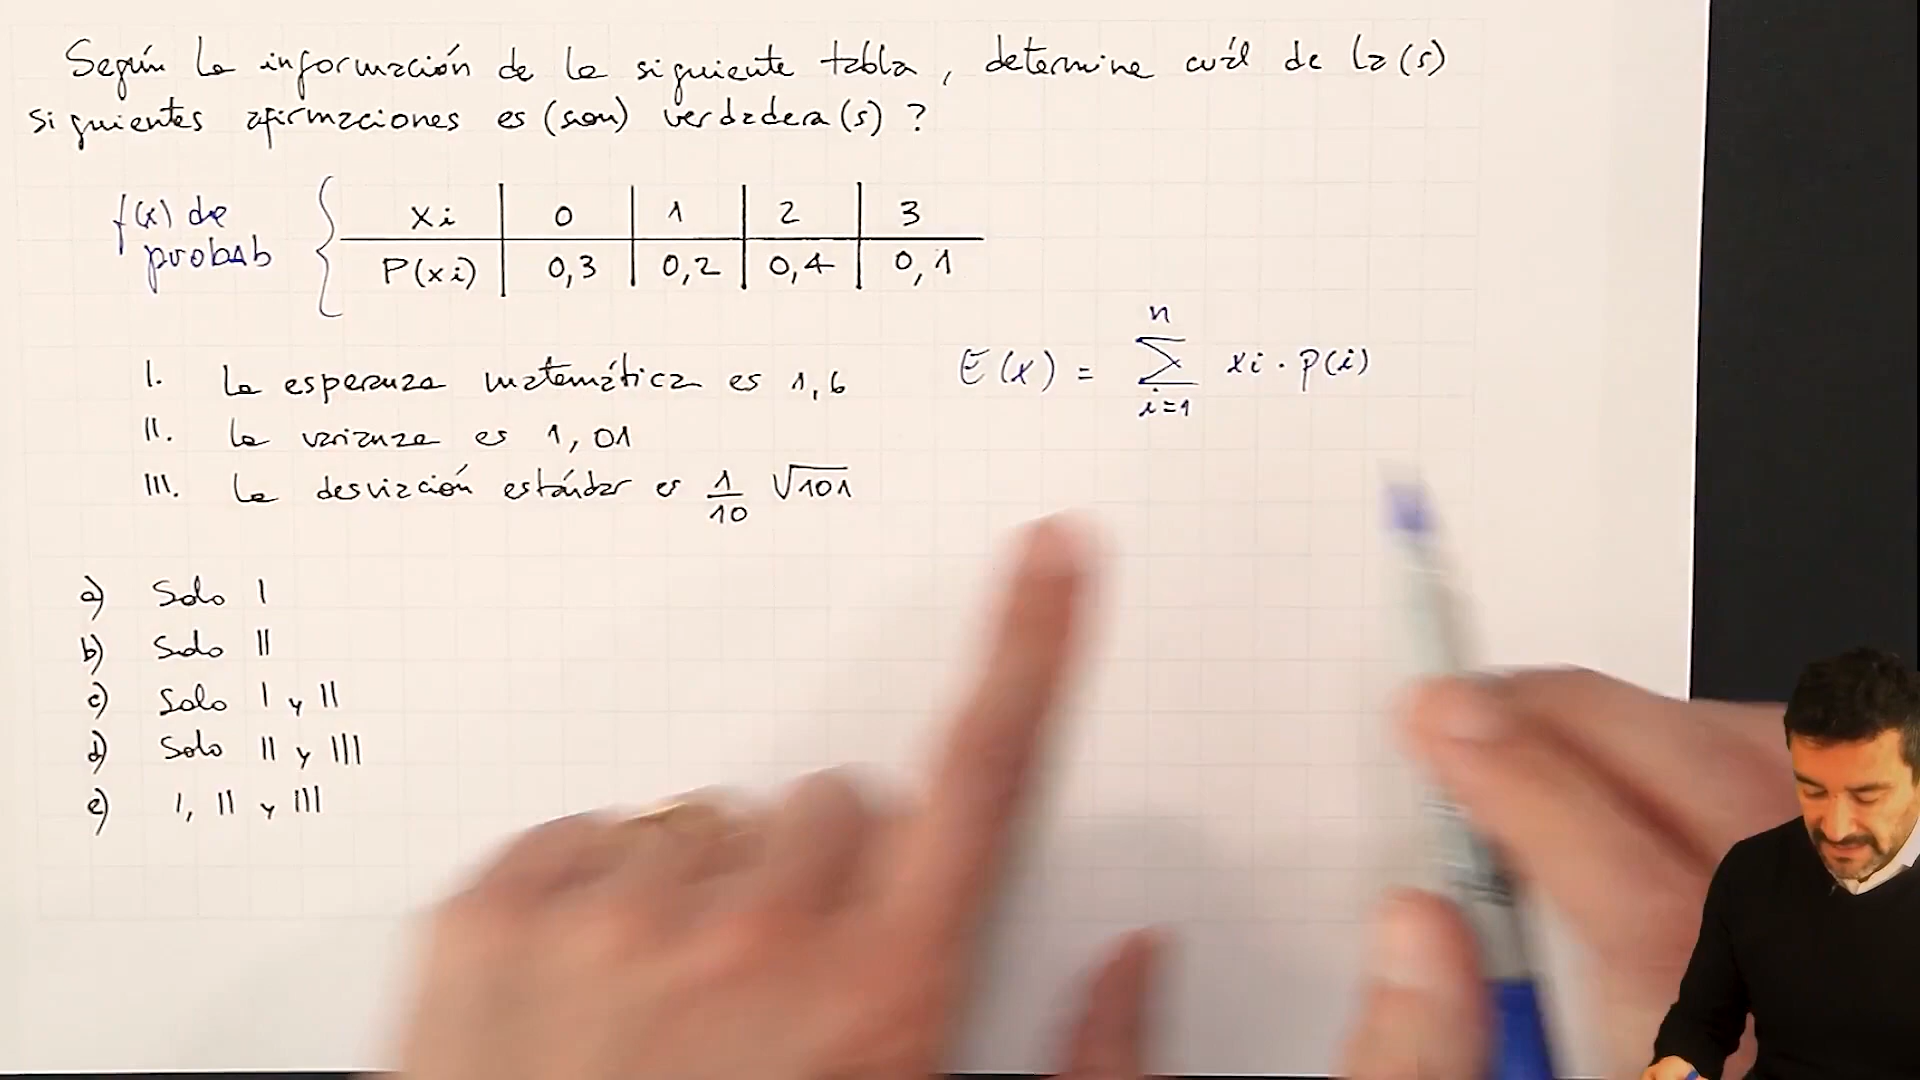 Según la información de la siguiente tabla, determine cuál de la(s)
siguientes afirmaciones es (son) verdadera(s)?
f(x) de probab { xi | 0 | 1 | 2 | 3
P(xi) | 0,3 | 0,2 | 0,4 | 0,1
I. La esperanza matemática es 1,6
II. La varianza es 1,01
III. La desviación estándar es 1/10 √101
E(x) = ∑ i=1 n xi · P(i)
a) Solo I
b) Solo II
c) Solo I y II
d) Solo II y III
e) I, II y III